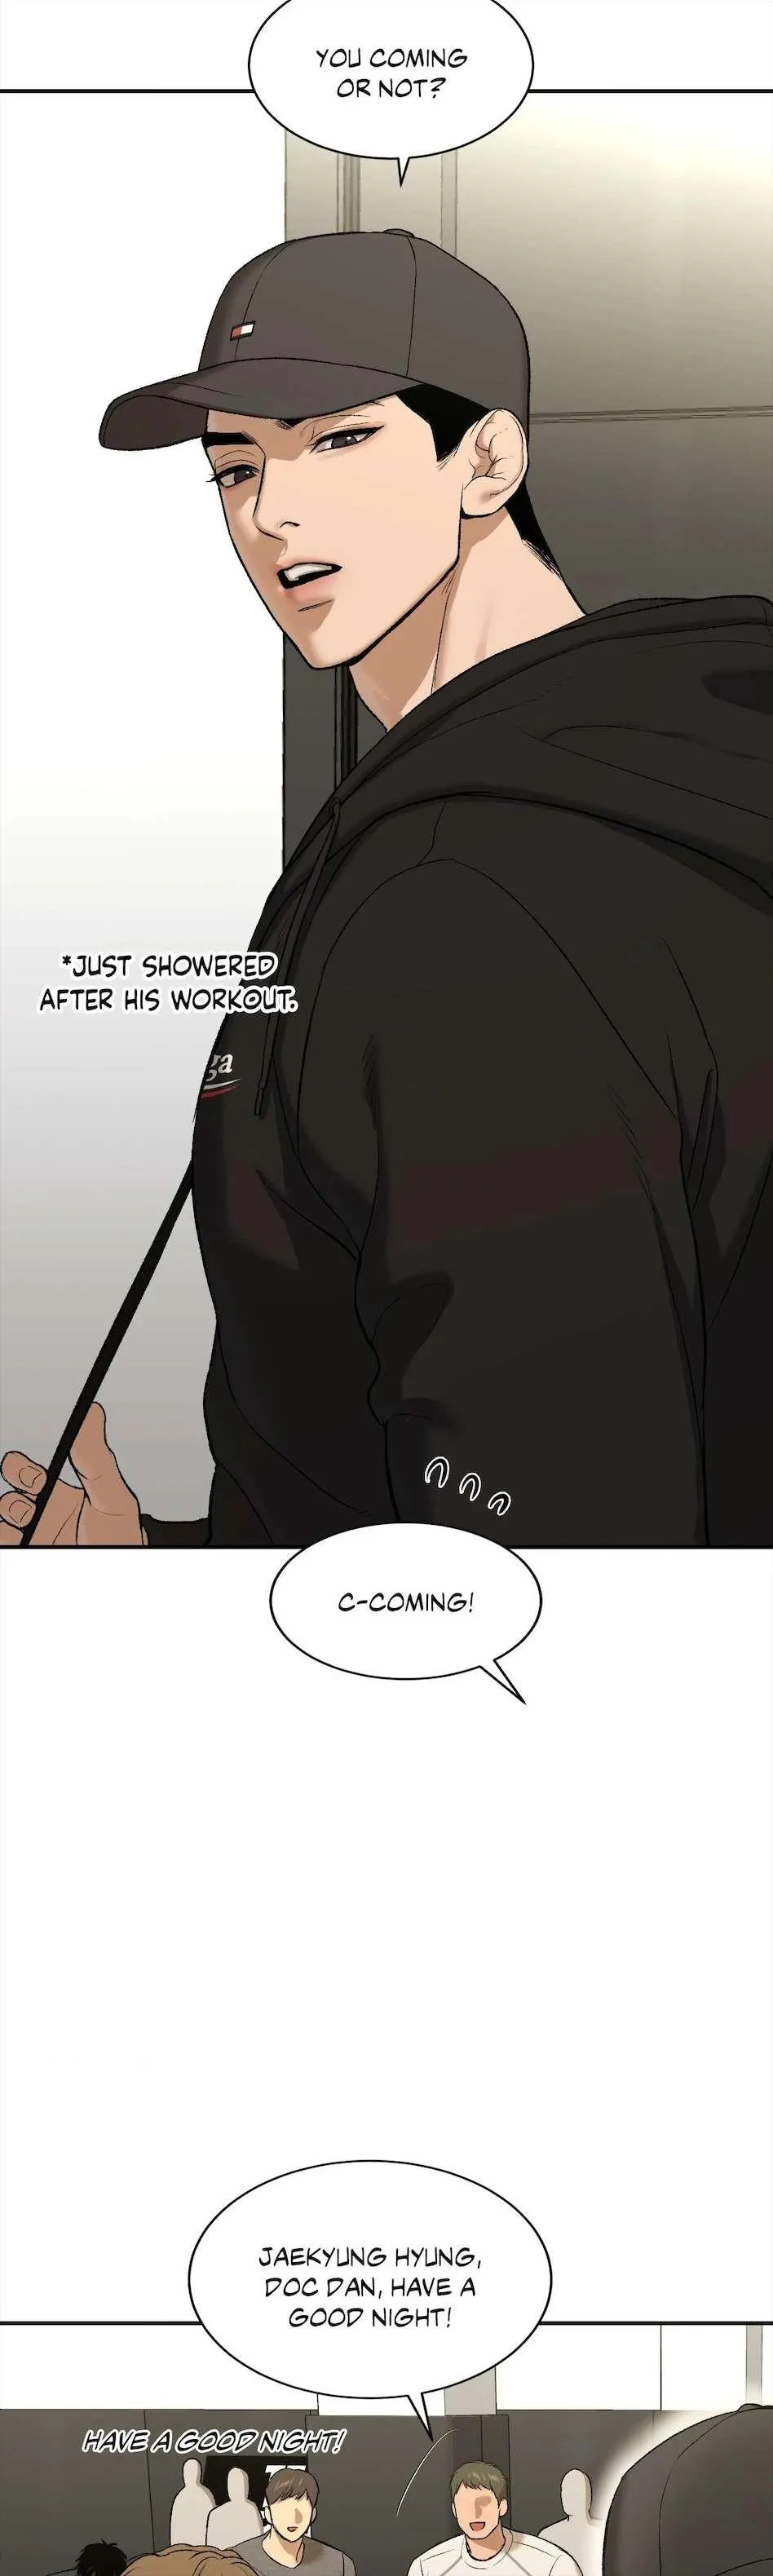 YOU COMING
OR NOT?
*JUST SHOWERED
AFTER HIS WORKOUT.
ga
C-COMING!
JAEKYUNG HYUNG,
DOC DAN, HAVE A
GOOD NIGHT!
HAVE A GOOD NIGHT!